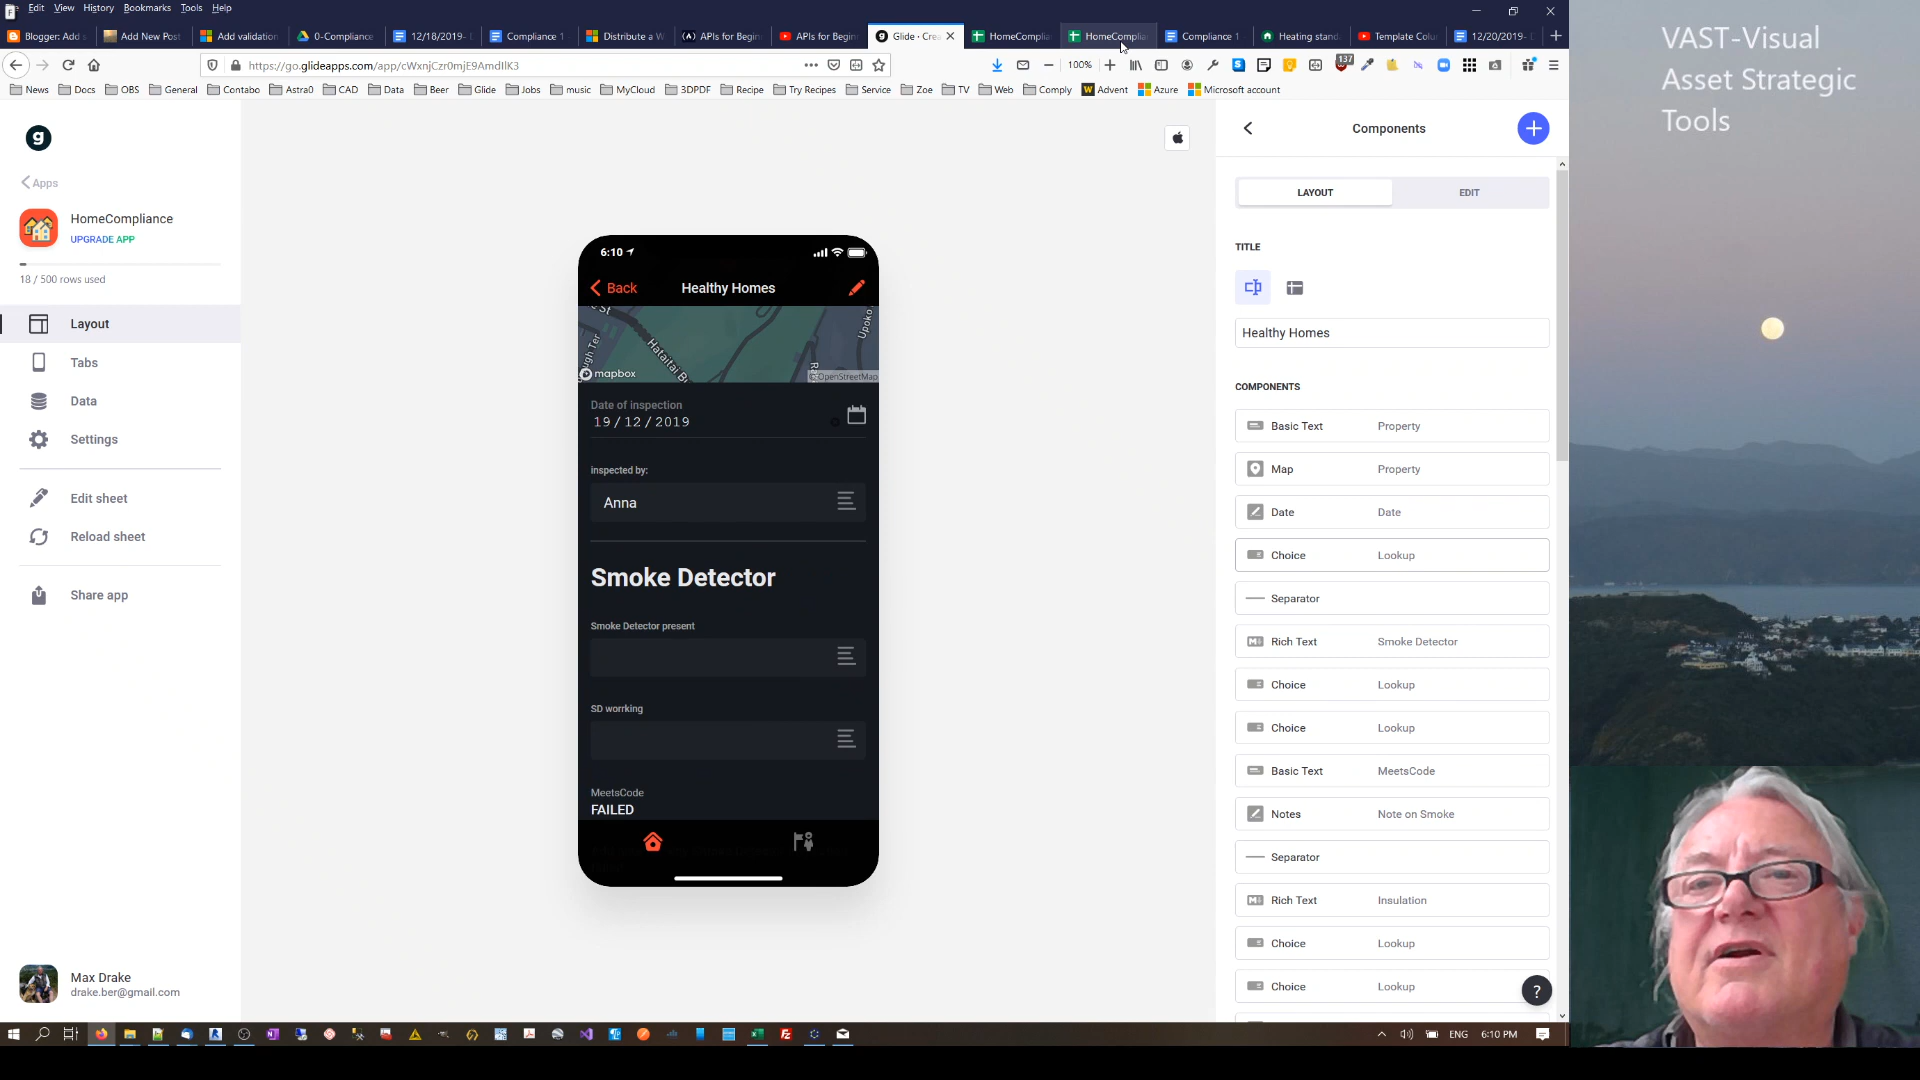 Edit View History Bookmarks Tools Help
Blogger: Add s
Add New Post
Add validation
0-Compliance
12/18/2019-
Compliance 1
Distribute a W
APIs for Begin
APIs for Begin
Glide · Crea
HomeComplia
HomeComplia
Compliance 1
Heating stand
Template Colu
12/20/2019-
https://go.glideapps.com/app/cWxnjCzr0mjE9AmdIlK3
100%
137
News Docs OBS General Contabo Astra0 CAD Data Beer Glide Jobs music MyCloud 3DPDF Recipe Try Recipes Service Zoe TV Web Comply Advent Azure Microsoft account
g
Apps
HomeCompliance
UPGRADE APP
18 / 500 rows used
Layout
Tabs
Data
Settings
Edit sheet
Reload sheet
Share app
Max Drake
drake.ber@gmail.com
6:10
Back
Healthy Homes
Hataitai
Upoko
mapbox
©OpenStreetMap
Date of inspection
19 / 12 / 2019
inspected by:
Anna
Smoke Detector
Smoke Detector present
SD worrking
MeetsCode
FAILED
Components
LAYOUT
EDIT
TITLE
Healthy Homes
COMPONENTS
Basic Text Property
Map Property
Date Date
Choice Lookup
Separator
Rich Text Smoke Detector
Choice Lookup
Choice Lookup
Basic Text MeetsCode
Notes Note on Smoke
Separator
Rich Text Insulation
Choice Lookup
Choice Lookup
?
ENG 6:10 PM
VAST-Visual
Asset Strategic
Tools